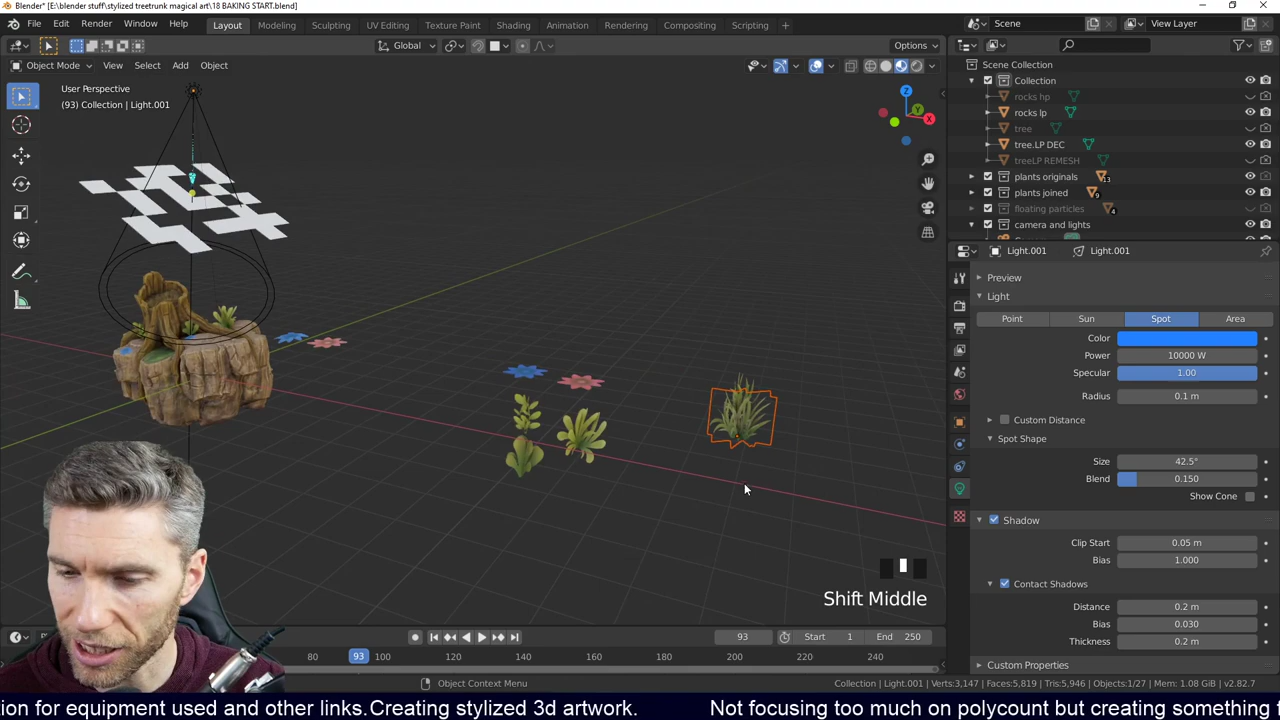 Blender* [E:\blender stuff\stylized treetrunk magical art\18 BAKING START.blend]
File Edit Render Window Help Layout Modeling Sculpting UV Editing Texture Paint Shading Animation Rendering Compositing Scripting + Scene View Layer
Global Options
Object Mode View Select Add Object
User Perspective
(93) Collection | Light.001
Z
Y
X
Scene Collection
Collection
rocks hp
rocks lp
tree
tree.LP DEC
treeLP REMESH
plants originals 13
plants joined 9
floating particles 4
camera and lights
Light.001 Light.001
Preview
Light
Point Sun Spot Area
Color
Power 10000 W
Specular 1.00
Radius 0.1 m
Custom Distance
Spot Shape
Size 42.5°
Blend 0.150
Show Cone
Shadow
Clip Start 0.05 m
Bias 1.000
Contact Shadows
Distance 0.2 m
Bias 0.030
Thickness 0.2 m
Custom Properties
Shift Middle
93 Start 1 End 250
80 93 100 120 140 160 180 200 220 240
Object Context Menu
Collection | Light.001 | Verts:3,147 | Faces:5,819 | Tris:5,946 | Objects:1/27 | Mem: 1.08 GiB | v2.82.7
tion for equipment used and other links.Creating stylized 3d artwork. Not focusing too much on polycount but creating something